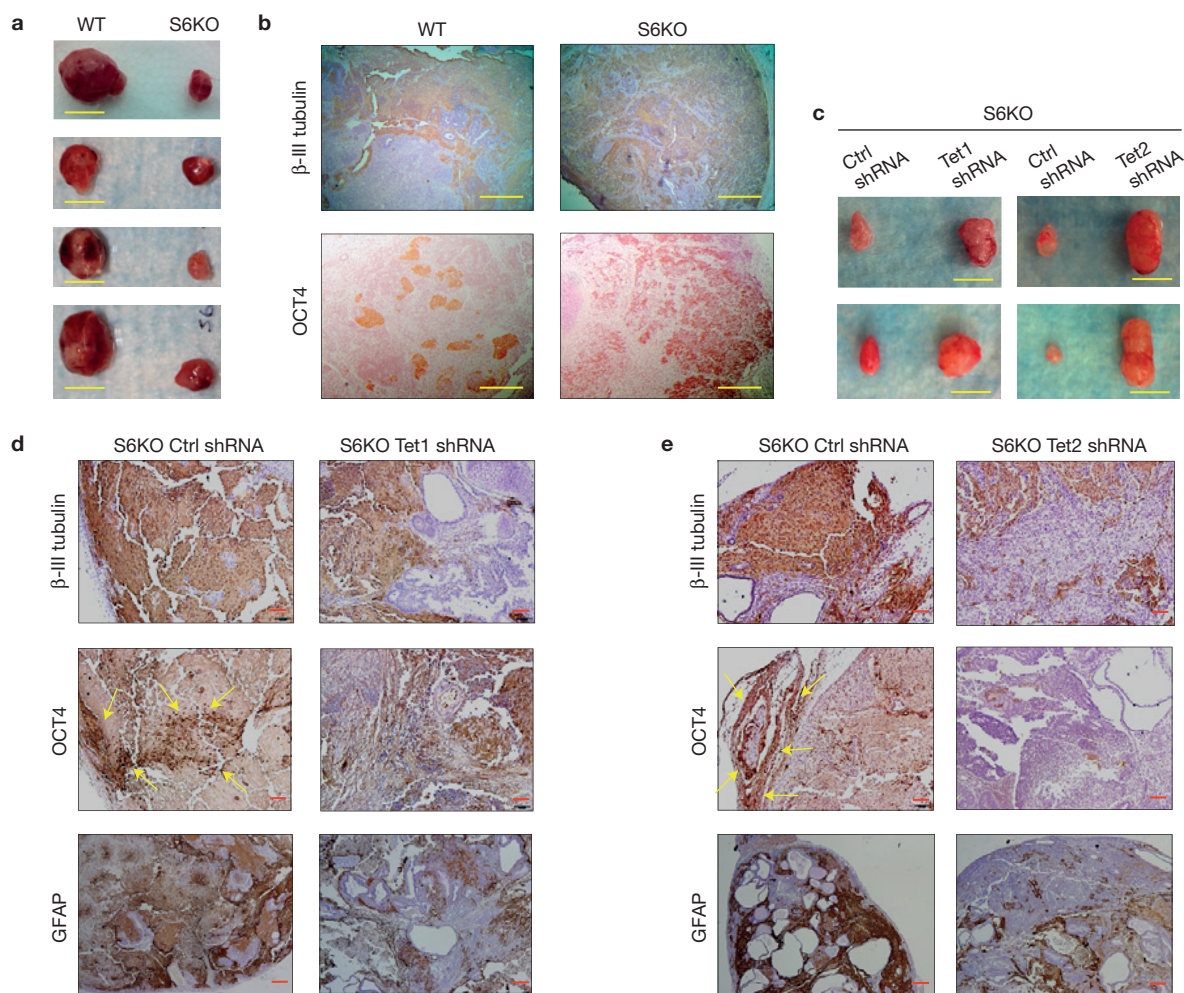 a
WT S6KO
b
WT S6KO
β-III tubulin
OCT4
c
S6KO
Ctrl shRNA
Tet1 shRNA
Ctrl shRNA
Tet2 shRNA
d
S6KO Ctrl shRNA S6KO Tet1 shRNA
β-III tubulin
OCT4
GFAP
e
S6KO Ctrl shRNA S6KO Tet2 shRNA
β-III tubulin
OCT4
GFAP